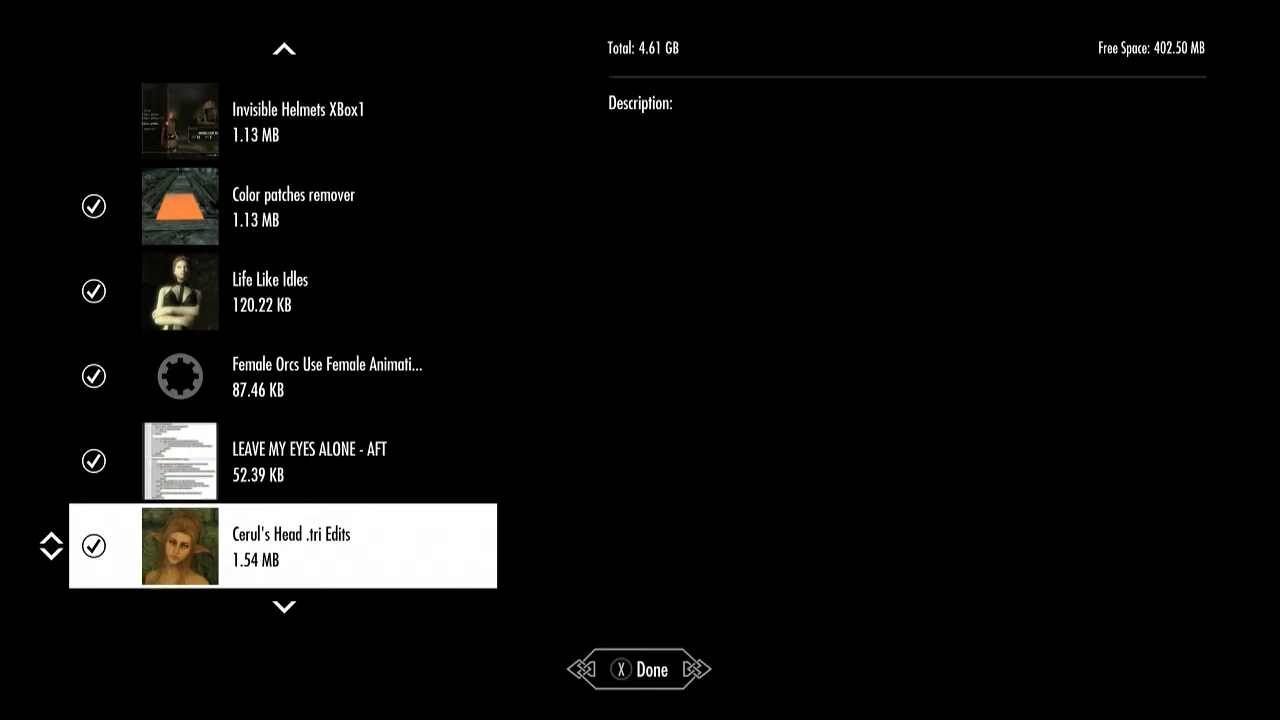 Total: 4.61 GB
Free Space: 402.50 MB
Description:
Invisible Helmets XBox1
1.13 MB
Color patches remover
1.13 MB
Life Like Idles
120.22 KB
Female Orcs Use Female Animati...
87.46 KB
LEAVE MY EYES ALONE - AFT
52.39 KB
Cerul's Head .tri Edits
1.54 MB
X Done